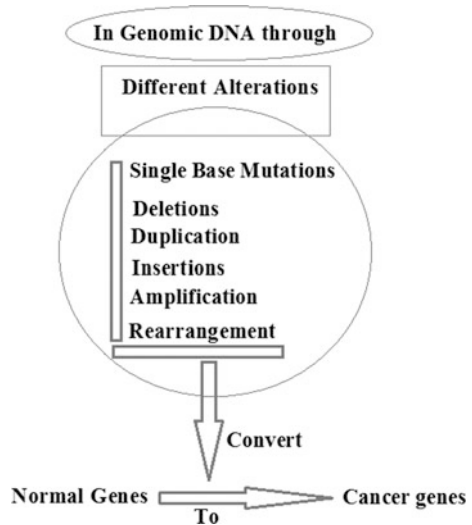 In Genomic DNA through
Different Alterations
Single Base Mutations
Deletions
Duplication
Insertions
Amplification
Rearrangement
Convert
Normal Genes
To
Cancer genes